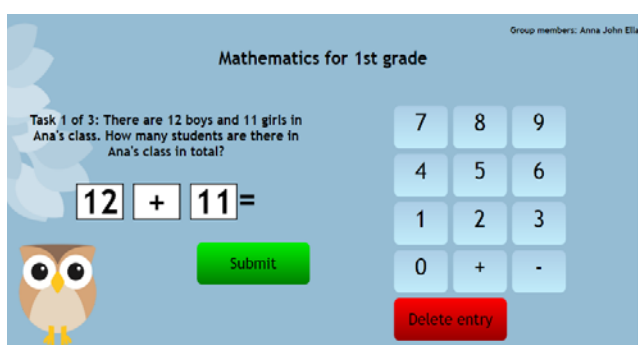 Group members: Anna John Ella
Mathematics for 1st grade
Task 1 of 3: There are 12 boys and 11 girls in
Ana's class. How many students are there in
Ana's class in total?
12 + 11 =
Submit
7 8 9
4 5 6
1 2 3
0 + -
Delete entry